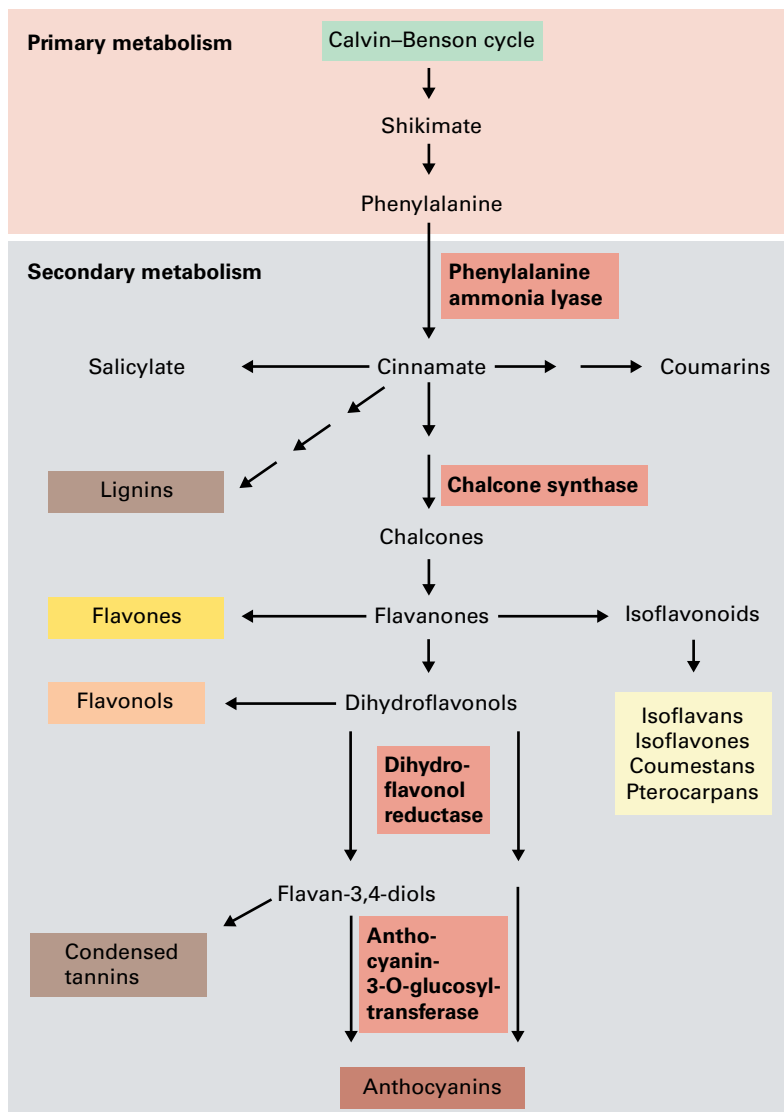 Primary metabolism
Calvin–Benson cycle
Shikimate
Phenylalanine
Secondary metabolism
Phenylalanine
ammonia lyase
Salicylate
Cinnamate
Coumarins
Lignins
Chalcone synthase
Chalcones
Flavones
Flavanones
Isoflavonoids
Flavonols
Dihydroflavonols
Isoflavans
Isoflavones
Coumestans
Pterocarpans
Dihydro-
flavonol
reductase
Flavan-3,4-diols
Condensed
tannins
Antho-
cyanin-
3-O-glucosyl-
transferase
Anthocyanins